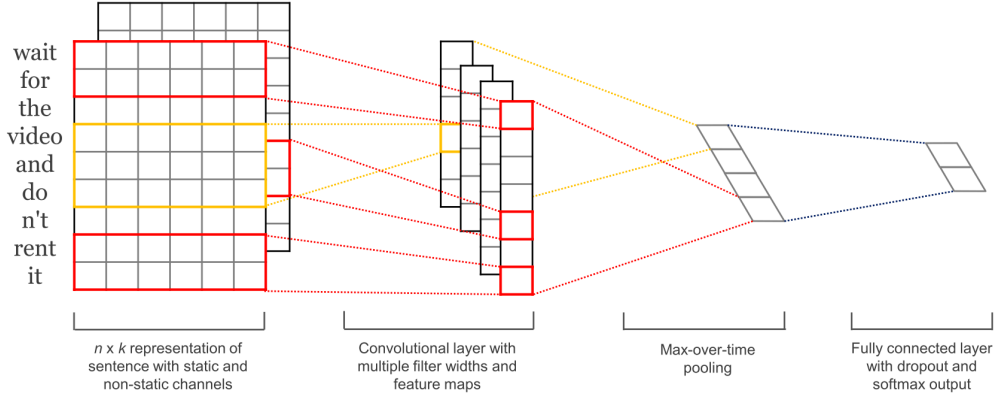 wait
for
the
video
and
do
n't
rent
it
n x k representation of
sentence with static and
non-static channels
Convolutional layer with
multiple filter widths and
feature maps
Max-over-time
pooling
Fully connected layer
with dropout and
softmax output